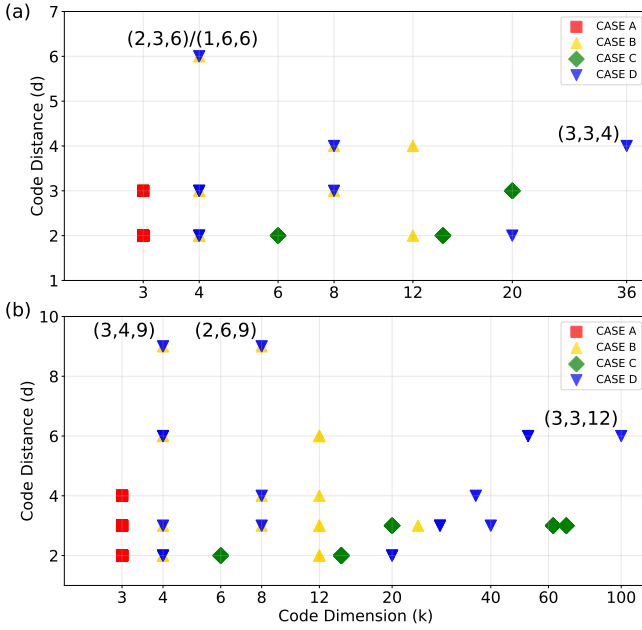 (a)
7
6
5
4
3
2
1
Code Distance (d)
(2,3,6)/(1,6,6)
(3,3,4)
CASE A
CASE B
CASE C
CASE D
3 4 6 8 12 20 36
(b)
10
8
6
4
2
Code Distance (d)
(3,4,9) (2,6,9)
(3,3,12)
CASE A
CASE B
CASE C
CASE D
3 4 6 8 12 20 40 60 100
Code Dimension (k)